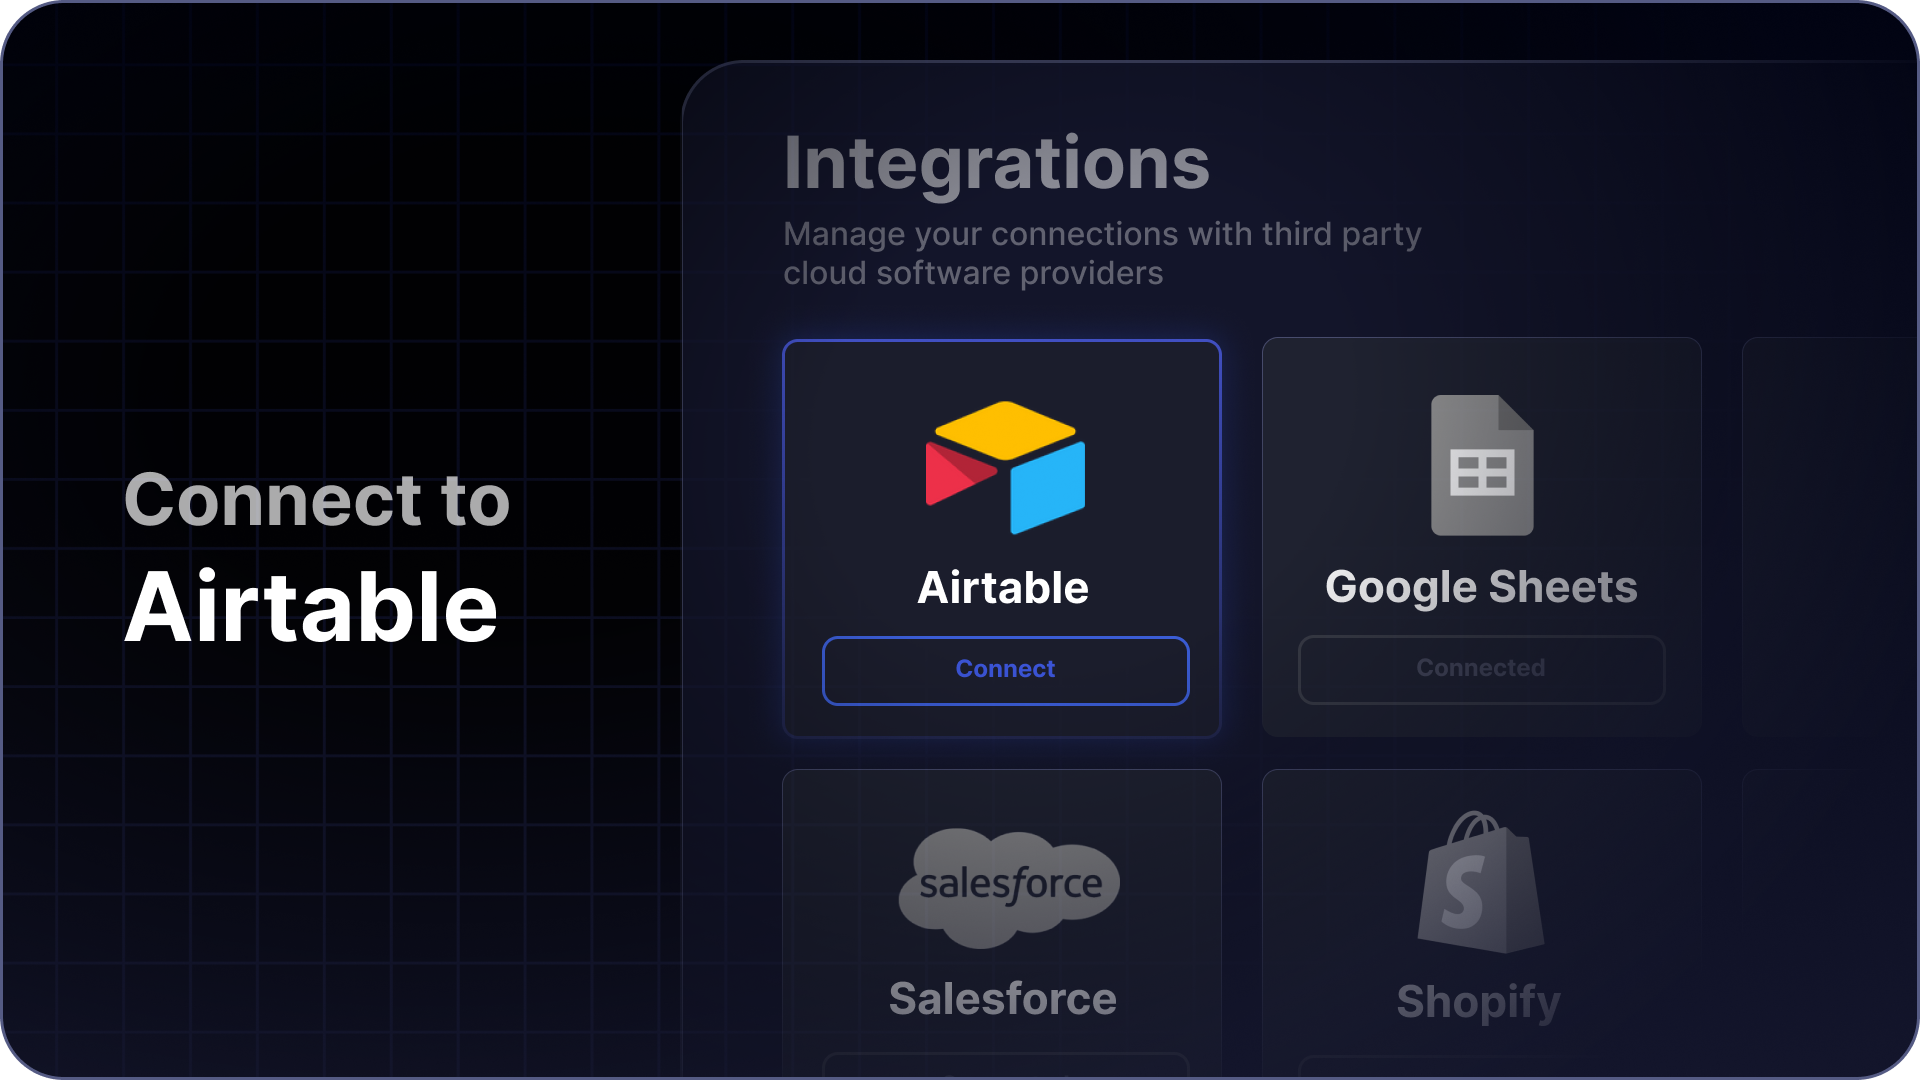 Connect to
Airtable
Integrations
Manage your connections with third party
cloud software providers
Airtable
Connect
Google Sheets
Connected
salesforce
Salesforce
S
Shopify